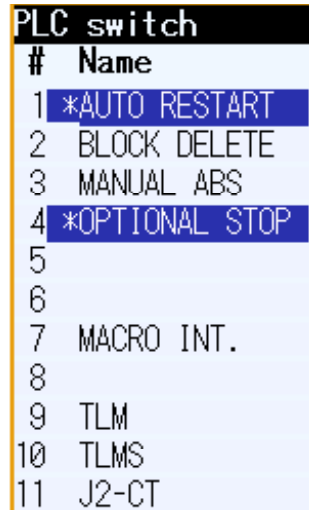 PLC switch
# Name
1 *AUTO RESTART
2 BLOCK DELETE
3 MANUAL ABS
4 *OPTIONAL STOP
5
6
7 MACRO INT.
8
9 TLM
10 TLMS
11 J2-CT